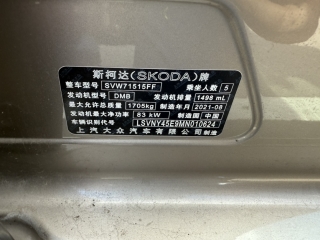 斯柯达(SKODA)牌
整车型号 SVW71515FF 乘坐人数 5
发动机型号 DMB 发动机排量 1498 mL
最大允许总质量 1705kg 制造年月 2021-08
发动机最大净功率 83 kW 制造国 中国
车辆识别代号 LSVNY45E9MN010624
上汽大众汽车有限公司 制造